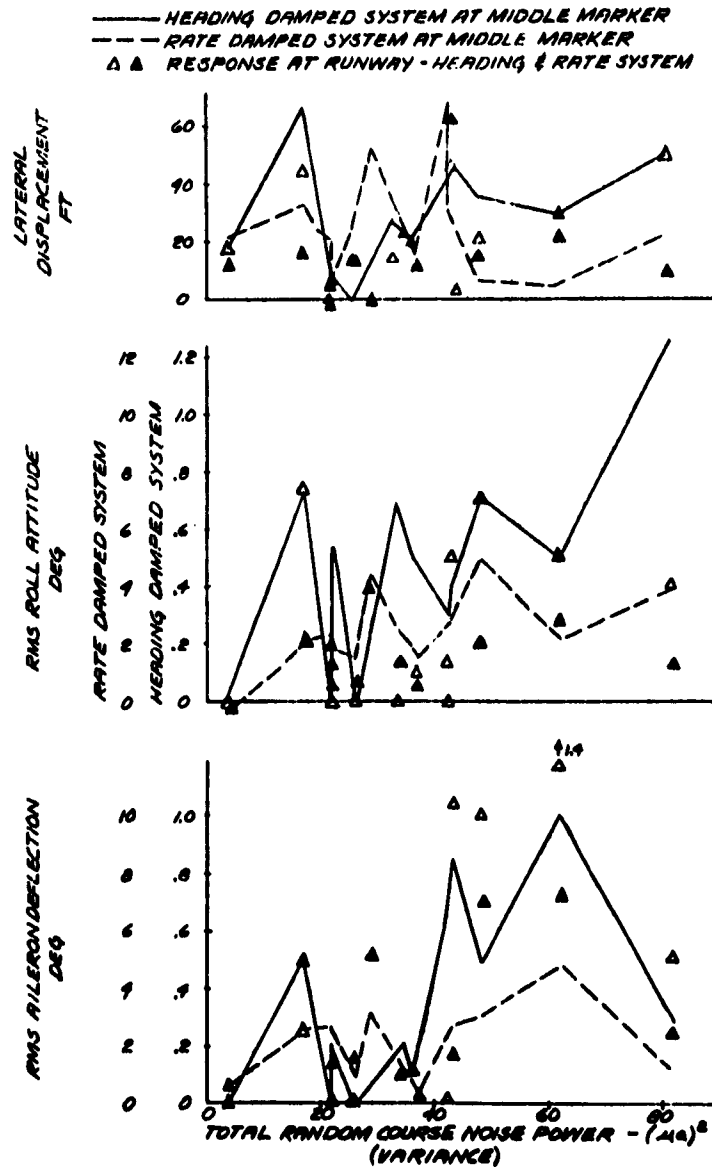 HEADING DAMPED SYSTEM AT MIDDLE MARKER
RATE DAMPED SYSTEM AT MIDDLE MARKER
△ ▲ RESPONSE AT RUNWAY - HEADING & RATE SYSTEM
LATERAL
DISPLACEMENT
FT
60
40
20
0
RMS ROLL ATTITUDE
DEG
RATE DAMPED SYSTEM
HEADING DAMPED SYSTEM
12 1.2
10 1.0
8 .8
6 .6
4 .4
2 .2
0 0
RMS AILERON DEFLECTION
DEG
1.4
10 1.0
8 .8
6 .6
4 .4
2 .2
0 0
0 20 40 60 80
TOTAL RANDOM COURSE NOISE POWER - (μa)²
(VARIANCE)